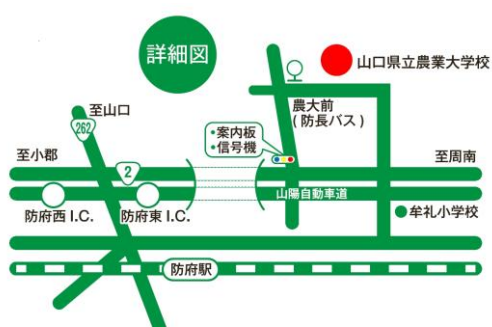 詳細図
山口県立農業大学校
至山口
262
農大前
(防長バス)
•案内板
•信号機
至小郡
2
至周南
山陽自動車道
防府西 I.C.
防府東 I.C.
牟礼小学校
防府駅